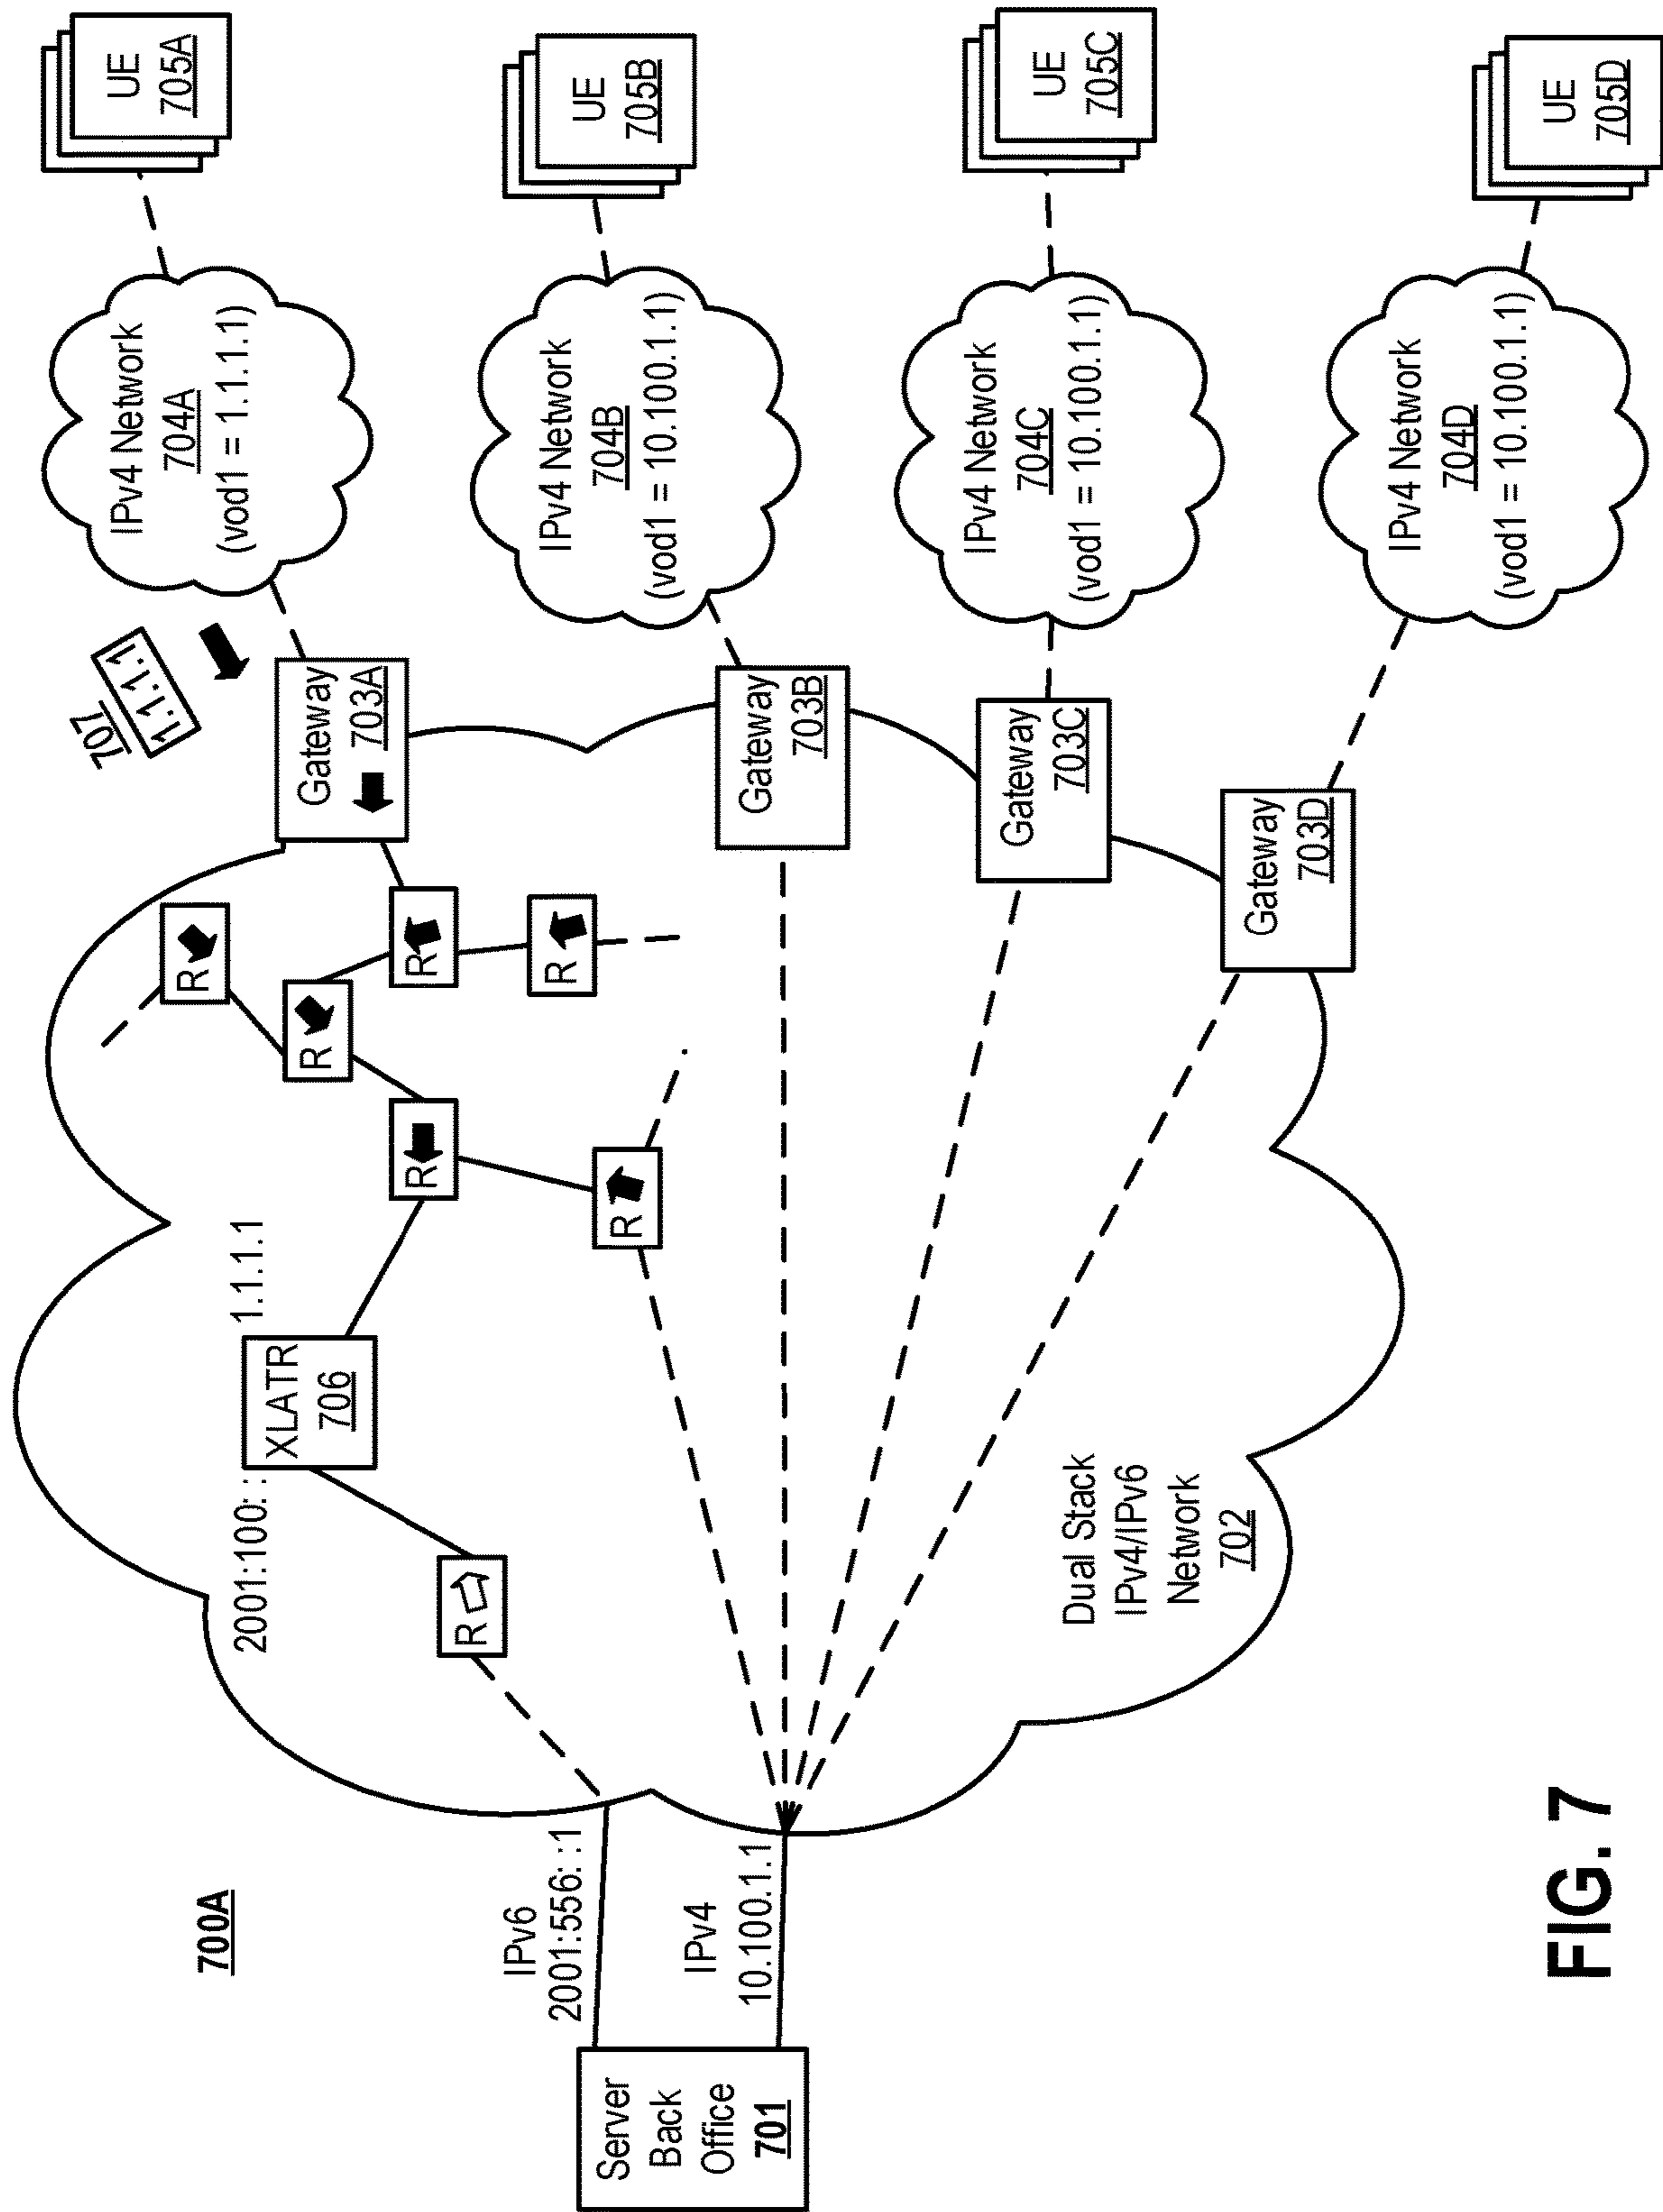 700A
Server
Back
Office
701
IPv6
2001:556: :1
IPv4
10.100.1.1
2001:100: :
XLATR
706
1.1.1.1
R
R
R
R
R
R
R
Dual Stack
IPv4/IPv6
Network
702
707
1.1.1.1
Gateway
703A
Gateway
703B
Gateway
703C
Gateway
703D
IPv4 Network
704A
(vod1 = 1.1.1.1)
IPv4 Network
704B
(vod1 = 10.100.1.1)
IPv4 Network
704C
(vod1 = 10.100.1.1)
IPv4 Network
704D
(vod1 = 10.100.1.1)
UE
705A
UE
705B
UE
705C
UE
705D
FIG. 7